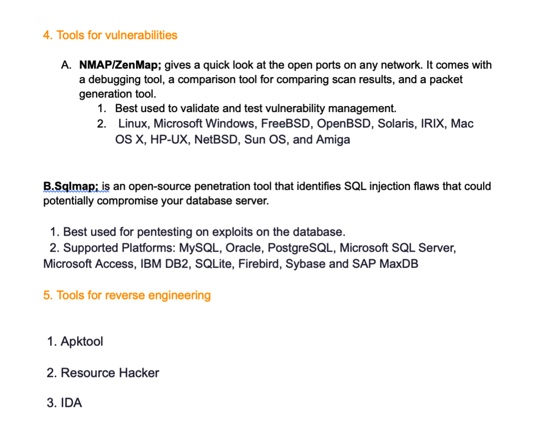 4. Tools for vulnerabilities
A. NMAP/ZenMap; gives a quick look at the open ports on any network. It comes with
a debugging tool, a comparison tool for comparing scan results, and a packet
generation tool.
1. Best used to validate and test vulnerability management.
2. Linux, Microsoft Windows, FreeBSD, OpenBSD, Solaris, IRIX, Mac
OS X, HP-UX, NetBSD, Sun OS, and Amiga
B.Sqlmap; is an open-source penetration tool that identifies SQL injection flaws that could
potentially compromise your database server.
1. Best used for pentesting on exploits on the database.
2. Supported Platforms: MySQL, Oracle, PostgreSQL, Microsoft SQL Server,
Microsoft Access, IBM DB2, SQLite, Firebird, Sybase and SAP MaxDB
5. Tools for reverse engineering
1. Apktool
2. Resource Hacker
3. IDA